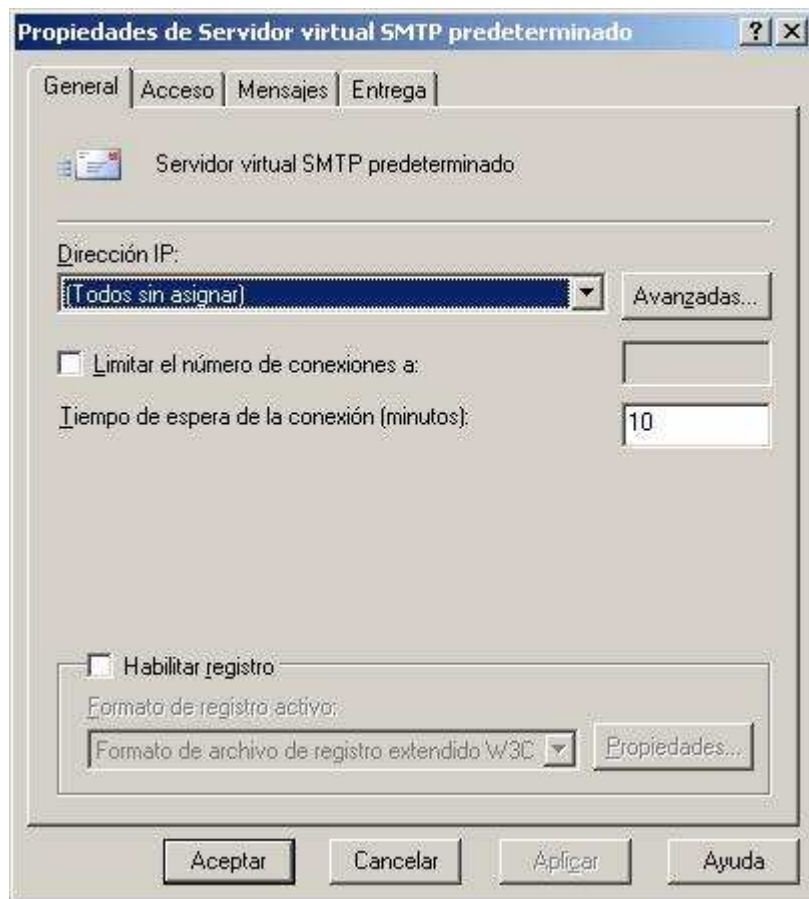 Propiedades de Servidor virtual SMTP predeterminado
General Acceso Mensajes Entrega
Servidor virtual SMTP predeterminado
Dirección IP:
(Todos sin asignar) Avanzadas...
Limitar el número de conexiones a:
Tiempo de espera de la conexión (minutos): 10
Habilitar registro
Formato de registro activo:
Formato de archivo de registro extendido W3C Propiedades...
Aceptar Cancelar Aplicar Ayuda